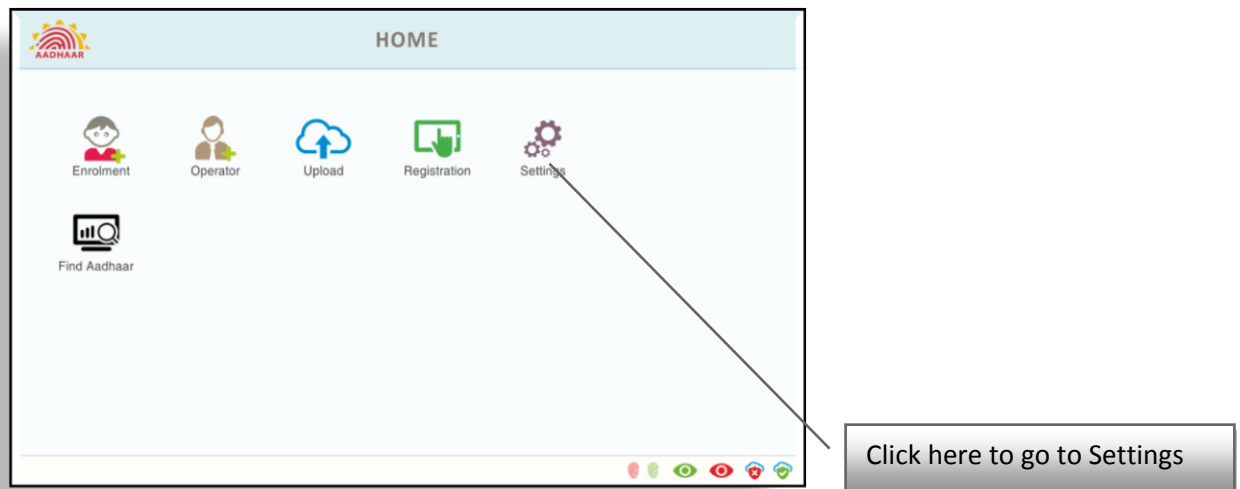 AADHAAR
HOME
Enrolment Operator Upload Registration Settings
Find Aadhaar
Click here to go to Settings